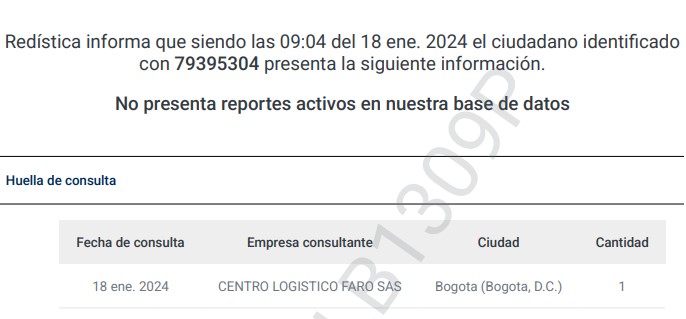 Redística informa que siendo las 09:04 del 18 ene. 2024 el ciudadano identificado
con 79395304 presenta la siguiente información.
No presenta reportes activos en nuestra base de datos
Huella de consulta
Fecha de consulta Empresa consultante Ciudad Cantidad
18 ene. 2024 CENTRO LOGISTICO FARO SAS Bogota (Bogota, D.C.) 1
B1309P